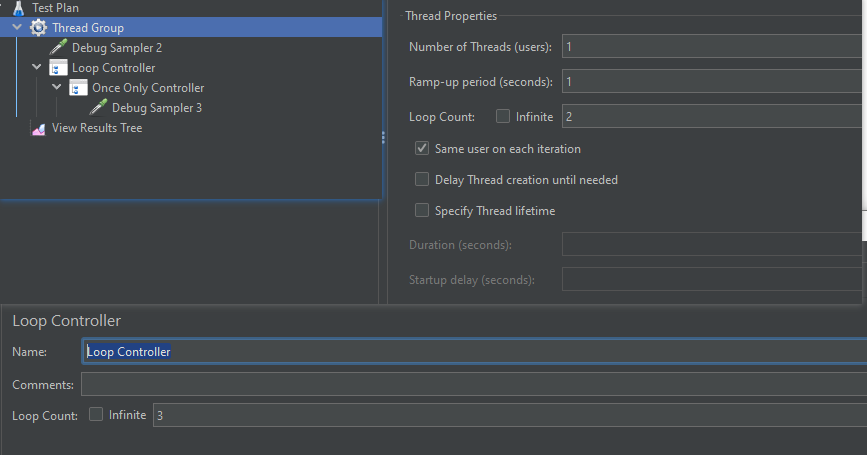 Test Plan
Thread Group
Debug Sampler 2
Loop Controller
Once Only Controller
Debug Sampler 3
View Results Tree
Thread Properties
Number of Threads (users): 1
Ramp-up period (seconds): 1
Loop Count: Infinite 2
Same user on each iteration
Delay Thread creation until needed
Specify Thread lifetime
Duration (seconds):
Startup delay (seconds):
Loop Controller
Name: Loop Controller
Comments:
Loop Count: Infinite 3